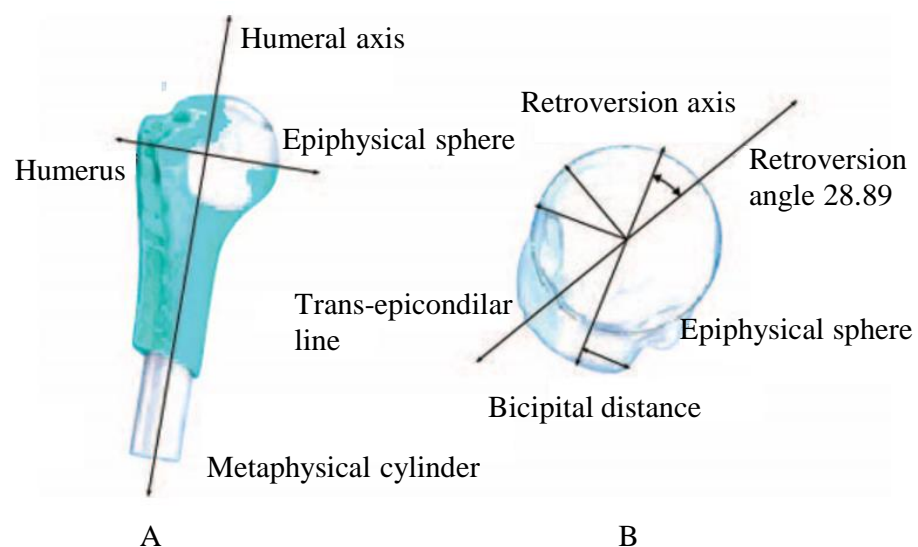 Humeral axis
Epiphysical sphere
Humerus
Metaphysical cylinder
A
Retroversion axis
Retroversion
angle 28.89
Trans-epicondilar
line
Epiphysical sphere
Bicipital distance
B